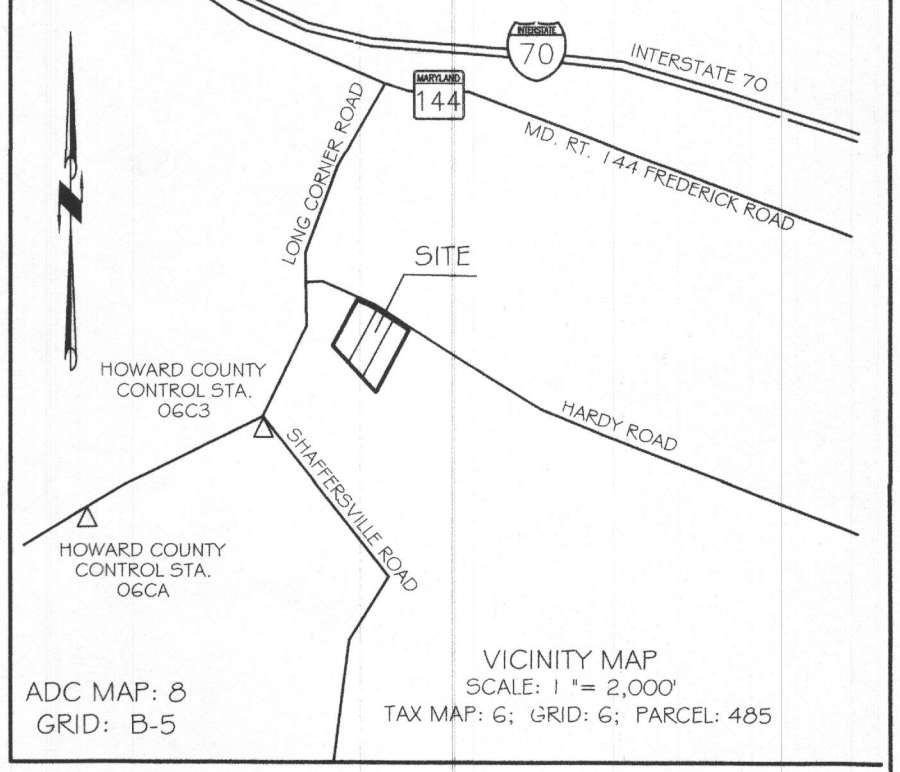 INTERSTATE
70
INTERSTATE 70
MARYLAND
144
MD. RT. 144 FREDERICK ROAD
LONG CORNER ROAD
SITE
HOWARD COUNTY
CONTROL STA.
06C3
HARDY ROAD
SHAFFERSVILLE ROAD
HOWARD COUNTY
CONTROL STA.
06CA
VICINITY MAP
SCALE: 1 "= 2,000'
TAX MAP: 6; GRID: 6; PARCEL: 485
ADC MAP: 8
GRID: B-5